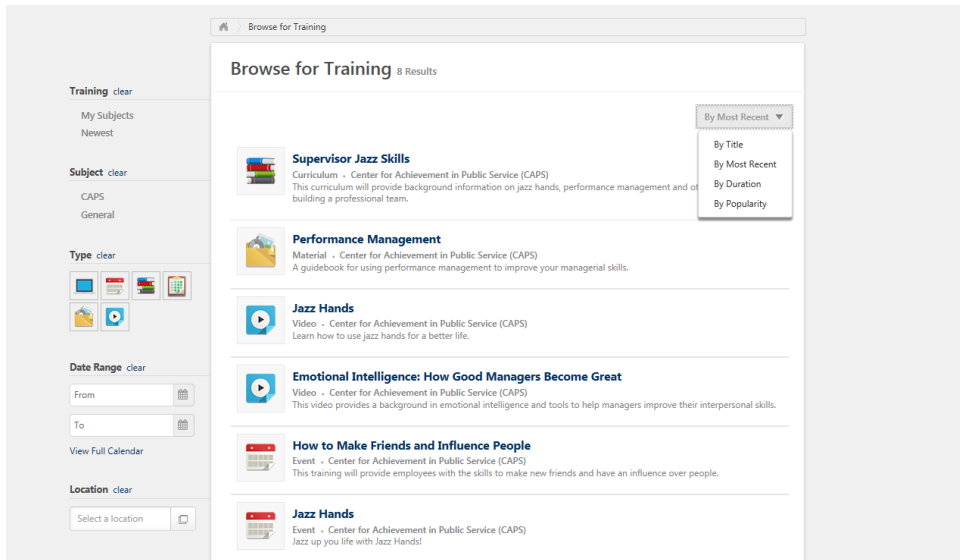 Browse for Training
Browse for Training 8 Results
Training clear
My Subjects
Newest
Subject clear
CAPS
General
Type clear
Date Range clear
From
To
View Full Calendar
Location clear
Select a location
By Most Recent
By Title
By Most Recent
By Duration
By Popularity
Supervisor Jazz Skills
Curriculum • Center for Achievement in Public Service (CAPS)
This curriculum will provide background information on jazz hands, performance management and
building a professional team.
Performance Management
Material • Center for Achievement in Public Service (CAPS)
A guidebook for using performance management to improve your managerial skills.
Jazz Hands
Video • Center for Achievement in Public Service (CAPS)
Learn how to use jazz hands for a better life.
Emotional Intelligence: How Good Managers Become Great
Video • Center for Achievement in Public Service (CAPS)
This video provides a background in emotional intelligence and tools to help managers improve their interpersonal skills.
How to Make Friends and Influence People
Event • Center for Achievement in Public Service (CAPS)
This training will provide employees with the skills to make new friends and have an influence over people.
Jazz Hands
Event • Center for Achievement in Public Service (CAPS)
Jazz up you life with Jazz Hands!